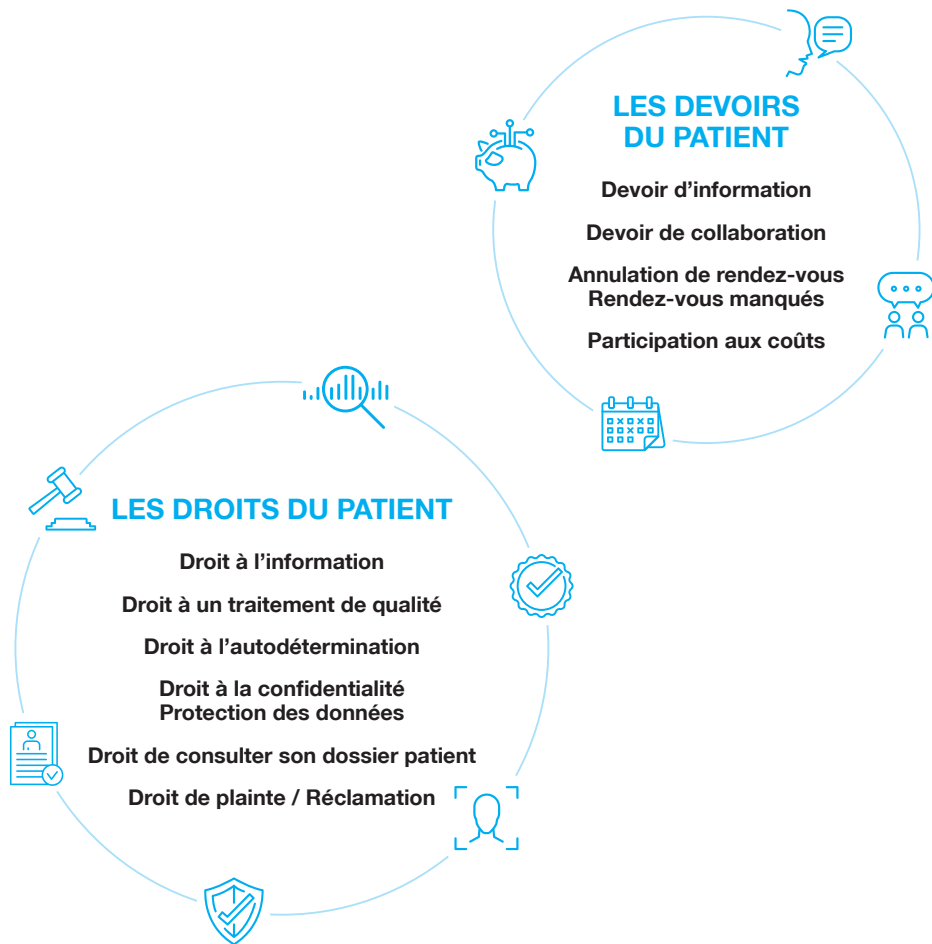 LES DEVOIRS
DU PATIENT
Devoir d’information
Devoir de collaboration
Annulation de rendez-vous
Rendez-vous manqués
Participation aux coûts
LES DROITS DU PATIENT
Droit à l’information
Droit à un traitement de qualité
Droit à l’autodétermination
Droit à la confidentialité
Protection des données
Droit de consulter son dossier patient
Droit de plainte / Réclamation